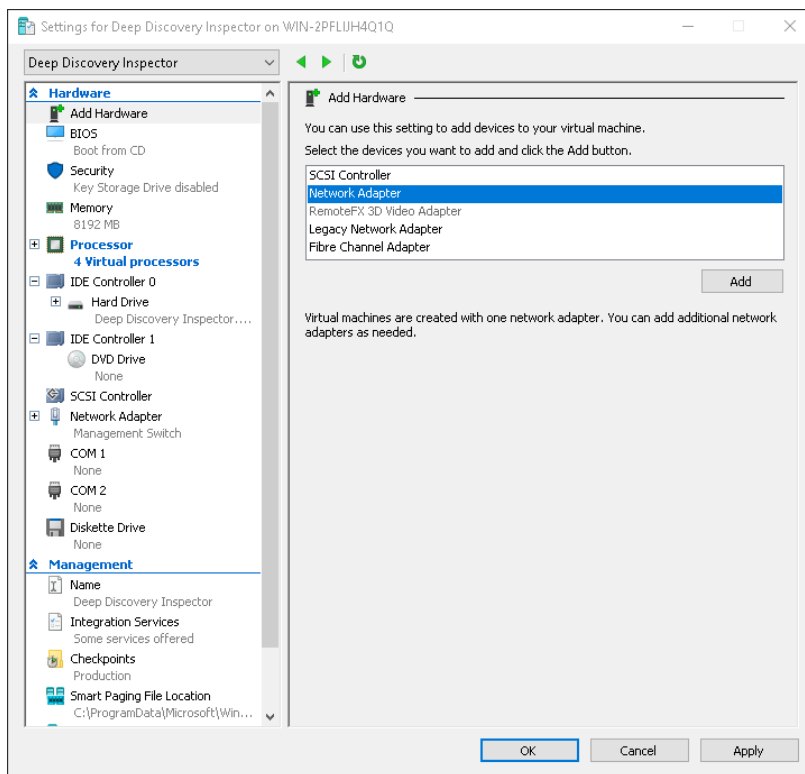 Settings for Deep Discovery Inspector on WIN-2PFLIJH4Q1Q
Deep Discovery Inspector
Hardware
Add Hardware
BIOS
Boot from CD
Security
Key Storage Drive disabled
Memory
8192 MB
Processor
4 Virtual processors
IDE Controller 0
Hard Drive
Deep Discovery Inspector....
IDE Controller 1
DVD Drive
None
SCSI Controller
Network Adapter
Management Switch
COM 1
None
COM 2
None
Diskette Drive
None
Management
Name
Deep Discovery Inspector
Integration Services
Some services offered
Checkpoints
Production
Smart Paging File Location
C:\ProgramData\Microsoft\Win...
Add Hardware
You can use this setting to add devices to your virtual machine.
Select the devices you want to add and click the Add button.
SCSI Controller
Network Adapter
RemoteFX 3D Video Adapter
Legacy Network Adapter
Fibre Channel Adapter
Add
Virtual machines are created with one network adapter. You can add additional network
adapters as needed.
OK
Cancel
Apply